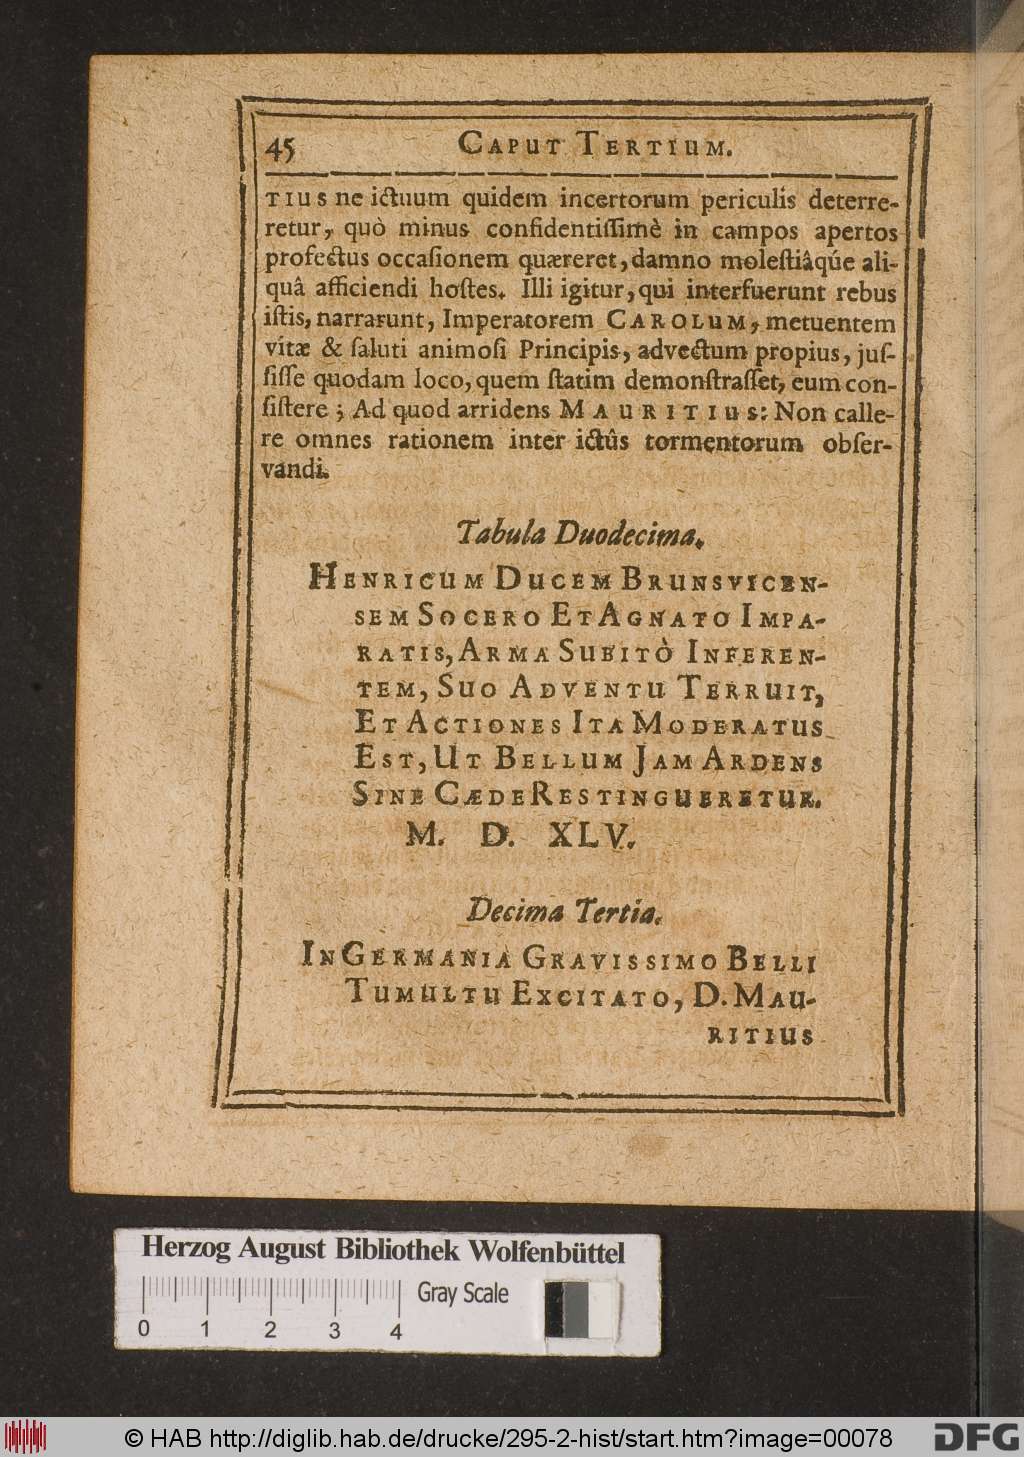 45 CAPUT TERTIUM.
TIUS ne ictuum quidem incertorum periculis deterre-
retur, quò minus confidentiſſimè in campos apertos
profectus occaſionem quæreret, damno moleſtiâqúe ali-
quâ afficiendi hoſtes. Illi igitur, qui interfuerunt rebus
iſtis, narrarunt, Imperatorem CAROLUM, metuentem
vitæ & ſaluti animoſi Principis, advectum propius, juſ-
ſiſſe quodam loco, quem ſtatim demonſtraſſet, eum con-
ſiſtere; Ad quod arridens MAURITIUS: Non calle-
re omnes rationem inter ictûs tormentorum obſer-
vandi.
Tabula Duodecima.
HENRICUM DUCEM BRUNSVICEN-
SEM SOCERO ET AGNATO IMPA-
RATIS, ARMA SUBITÒ INFEREN-
TEM, SUO ADVENTU TERRUIT,
ET ACTIONES ITA MODERATUS
EST, UT BELLUM JAM ARDENS
SINE CÆDE RESTINGUERETUR.
M. D. XLV.
Decima Tertia.
IN GERMANIA GRAVISSIMO BELLI
TUMULTU EXCITATO, D. MAU-
RITIUS
Herzog August Bibliothek Wolfenbüttel
Gray Scale
0 1 2 3 4
© HAB http://diglib.hab.de/drucke/295-2-hist/start.htm?image=00078
DFG